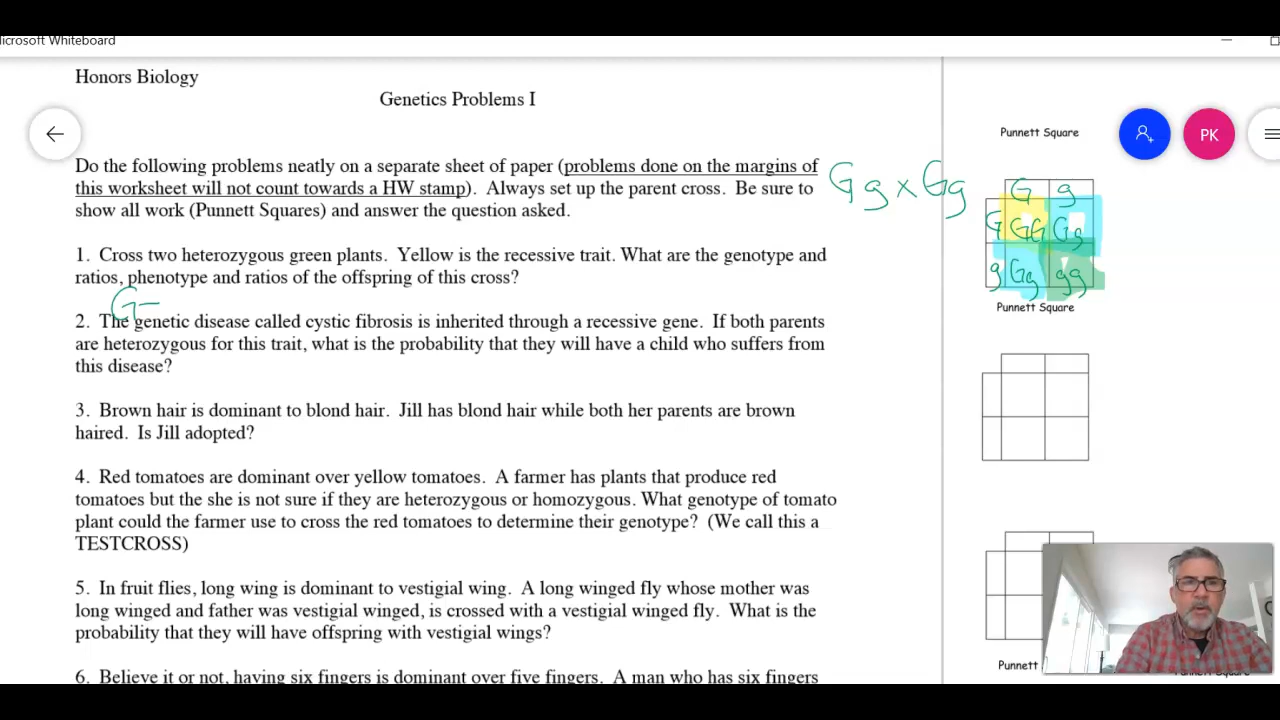 Microsoft Whiteboard
Honors Biology
Genetics Problems I
Punnett Square
PK
Do the following problems neatly on a separate sheet of paper (problems done on the margins of
this worksheet will not count towards a HW stamp). Always set up the parent cross. Be sure to
show all work (Punnett Squares) and answer the question asked.
Gg x Gg
G g
G GG Gg
g Gg gg
Punnett Square
1. Cross two heterozygous green plants. Yellow is the recessive trait. What are the genotype and
ratios, phenotype and ratios of the offspring of this cross?
G-
2. The genetic disease called cystic fibrosis is inherited through a recessive gene. If both parents
are heterozygous for this trait, what is the probability that they will have a child who suffers from
this disease?
3. Brown hair is dominant to blond hair. Jill has blond hair while both her parents are brown
haired. Is Jill adopted?
4. Red tomatoes are dominant over yellow tomatoes. A farmer has plants that produce red
tomatoes but the she is not sure if they are heterozygous or homozygous. What genotype of tomato
plant could the farmer use to cross the red tomatoes to determine their genotype? (We call this a
TESTCROSS)
5. In fruit flies, long wing is dominant to vestigial wing. A long winged fly whose mother was
long winged and father was vestigial winged, is crossed with a vestigial winged fly. What is the
probability that they will have offspring with vestigial wings?
6. Believe it or not, having six fingers is dominant over five fingers. A man who has six fingers
Punnett